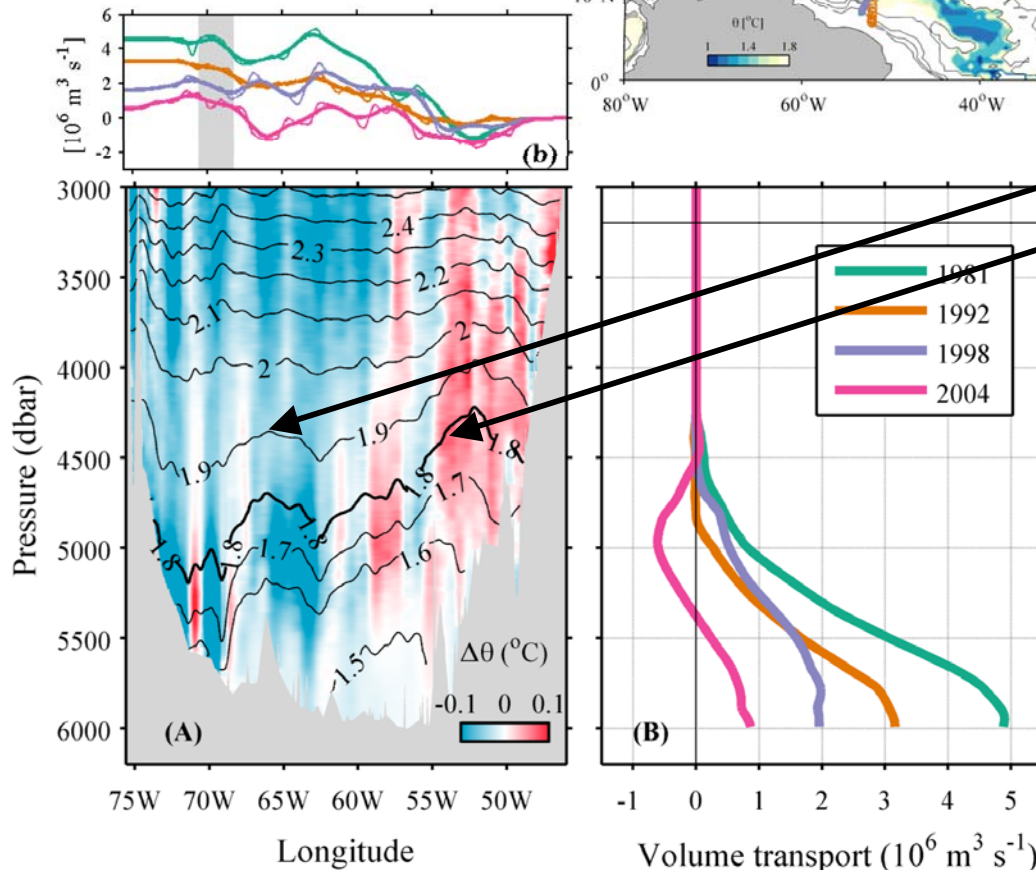 6
4
2
0
-2
[10⁶ m³ s⁻¹]
(b)
θ [°C]
1 1.4 1.8
0°
80°W 60°W 40°W
3000
3500
4000
4500
5000
5500
6000
Pressure (dbar)
2.4
2.3
2.2
2.1
2
2
1.9
1.9
1.8
1.8
1.8
1.8
1.8
1.7
1.7
1.6
1.5
Δθ (°C)
-0.1 0 0.1
(A)
75W 70W 65W 60W 55W 50W
Longitude
1981
1992
1998
2004
(B)
-1 0 1 2 3 4 5
Volume transport (10⁶ m³ s⁻¹)